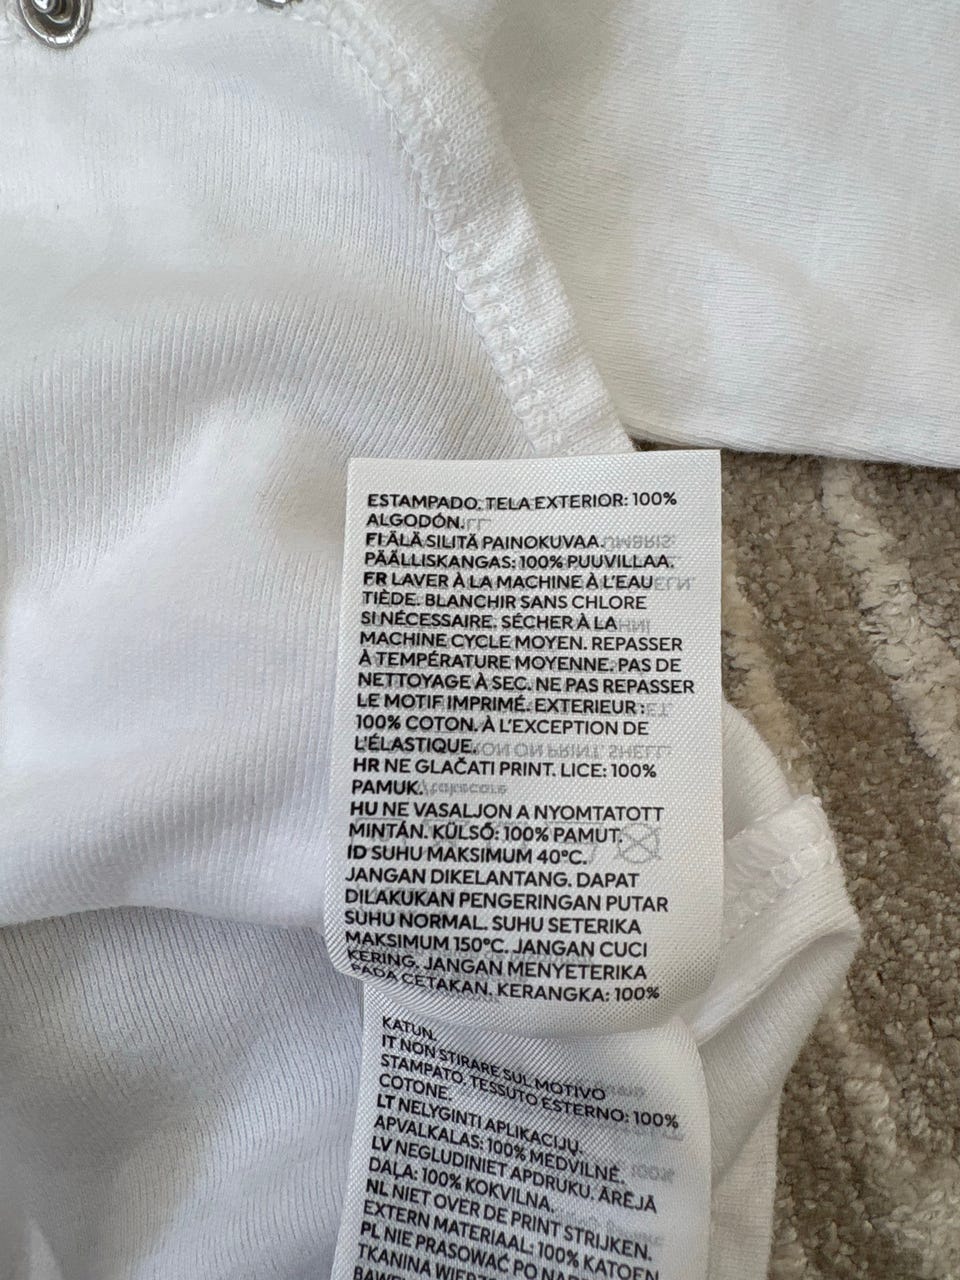 ESTAMPADO. TELA EXTERIOR: 100%
ALGODÓN.
FI ÄLÄ SILITÄ PAINOKUVAA.
PÄÄLLISKANGAS: 100% PUUVILLAA.
FR LAVER À LA MACHINE À L'EAU
TIÈDE. BLANCHIR SANS CHLORE
SI NÉCESSAIRE. SÉCHER À LA
MACHINE CYCLE MOYEN. REPASSER
À TEMPÉRATURE MOYENNE. PAS DE
NETTOYAGE À SEC. NE PAS REPASSER
LE MOTIF IMPRIMÉ. EXTERIEUR :
100% COTON. À L'EXCEPTION DE
L'ÉLASTIQUE.
HR NE GLAČATI PRINT. LICE: 100%
PAMUK.
HU NE VASALJON A NYOMTATOTT
MINTÁN. KÜLSŐ: 100% PAMUT.
ID SUHU MAKSIMUM 40°C.
JANGAN DIKELANTANG. DAPAT
DILAKUKAN PENGERINGAN PUTAR
SUHU NORMAL. SUHU SETERIKA
MAKSIMUM 150°C. JANGAN CUCI
KERING. JANGAN MENYETERIKA
PADA CETAKAN. KERANGKA: 100%
KATUN.
IT NON STIRARE SUL MOTIVO
STAMPATO. TESSUTO ESTERNO: 100%
COTONE.
LT NELYGINTI APLIKACIJŲ.
APVALKALAS: 100% MEDVILNĖ.
LV NEGLUDINIET APDRUKU. ĀRĒJĀ
DAĻA: 100% KOKVILNA.
NL NIET OVER DE PRINT STRIJKEN.
EXTERN MATERIAAL: 100% KATOEN
PL NIE PRASOWAĆ PO
TKANINA